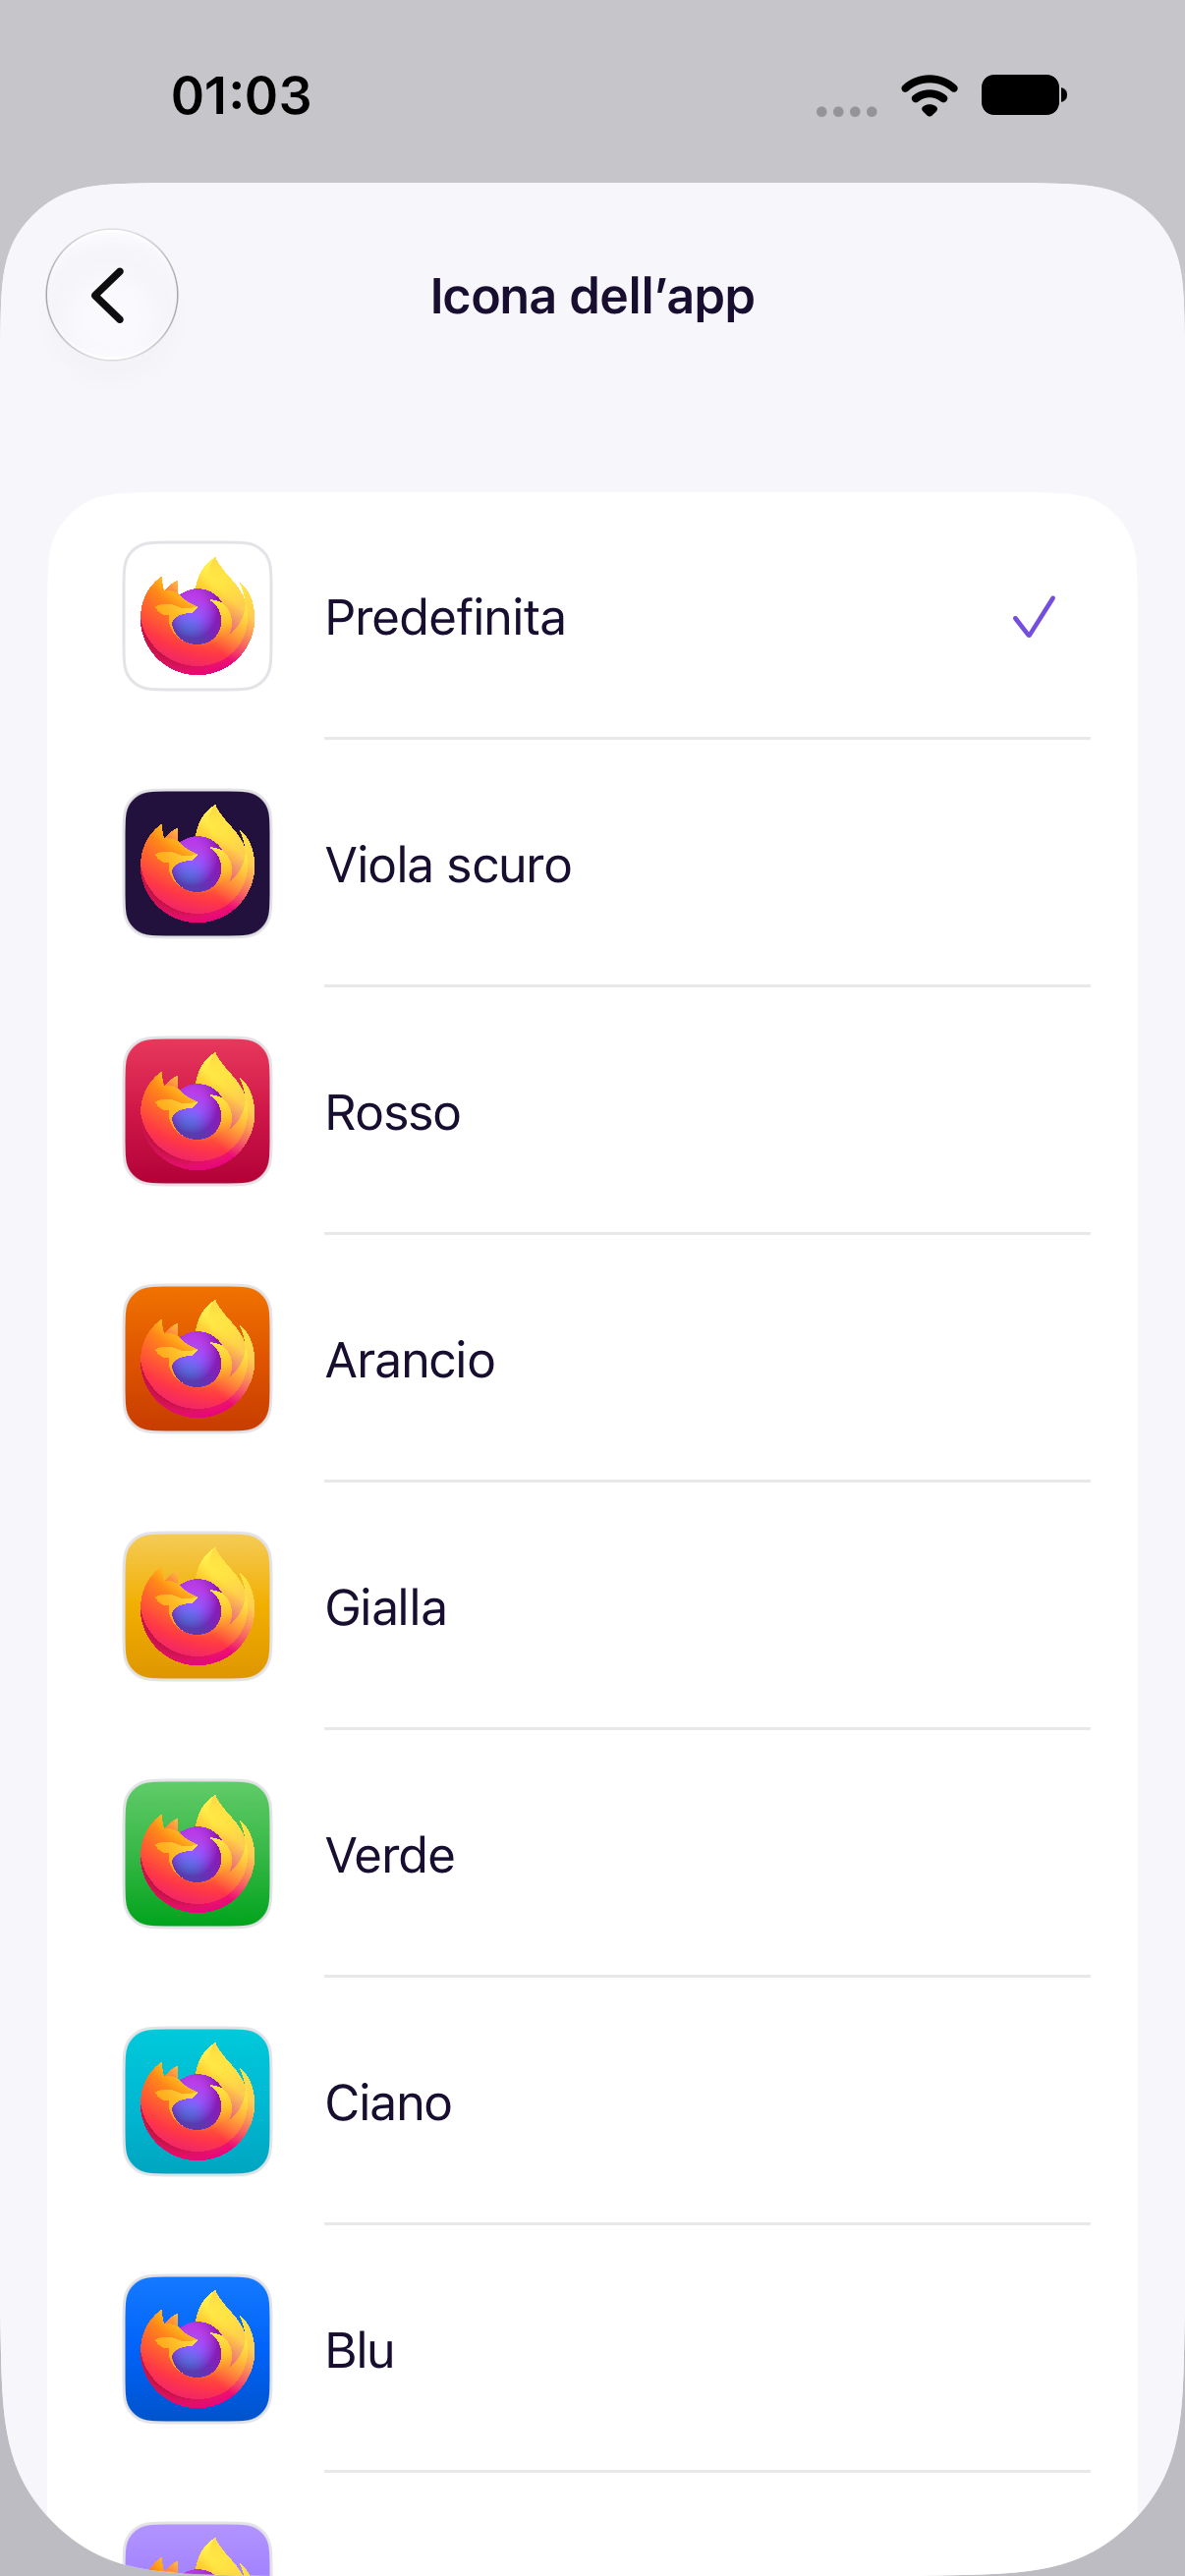 01:03
Icona dell’app
Predefinita
Viola scuro
Rosso
Arancio
Gialla
Verde
Ciano
Blu